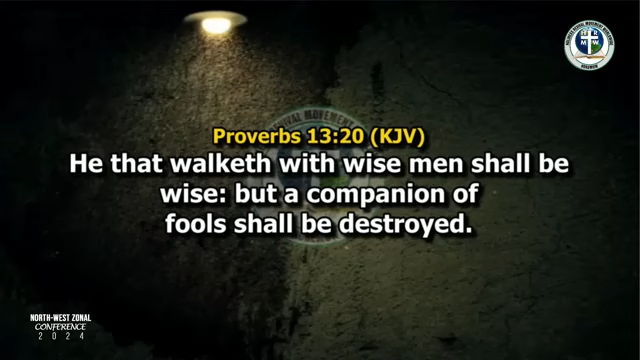 Proverbs 13:20 (KJV)
He that walketh with wise men shall be
wise: but a companion of
fools shall be destroyed.
H R
M W
NORTH-WEST ZONAL
CONFERENCE
2024